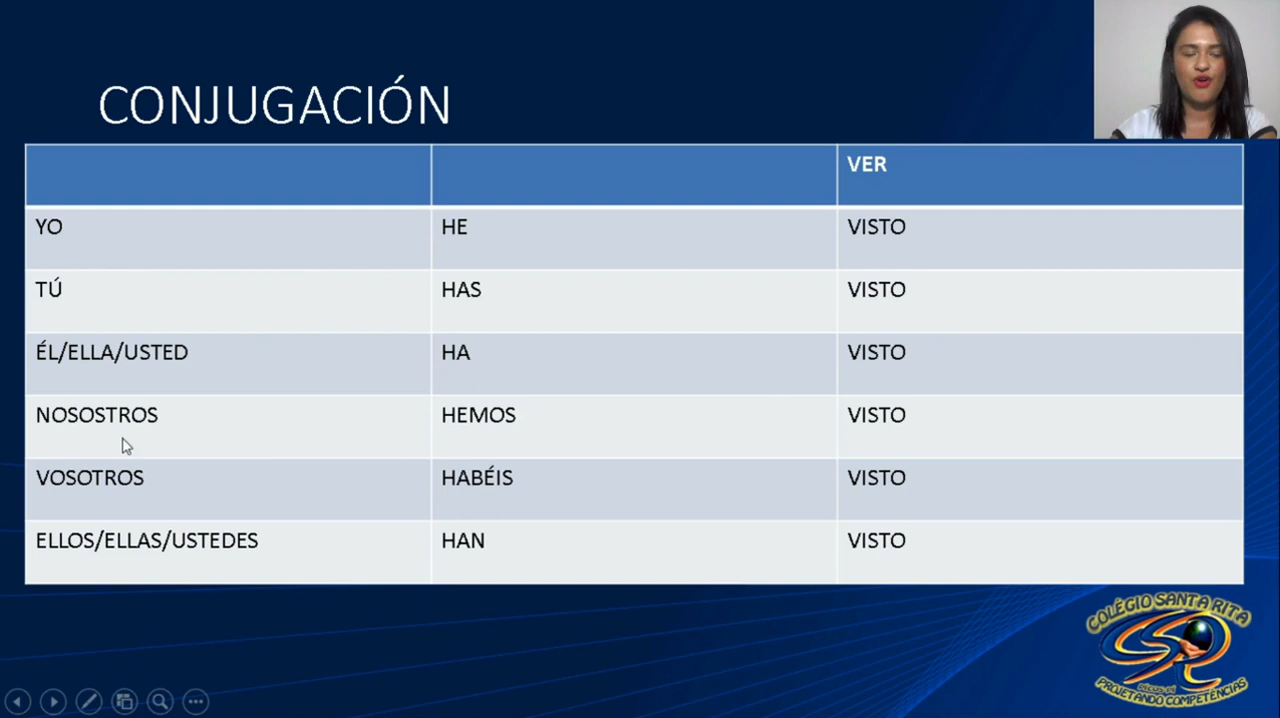 CONJUGACIÓN
VER
YO HE VISTO
TÚ HAS VISTO
ÉL/ELLA/USTED HA VISTO
NOSOSTROS HEMOS VISTO
VOSOTROS HABÉIS VISTO
ELLOS/ELLAS/USTEDES HAN VISTO
COLÉGIO SANTA RITA
PROJETANDO COMPETÊNCIAS